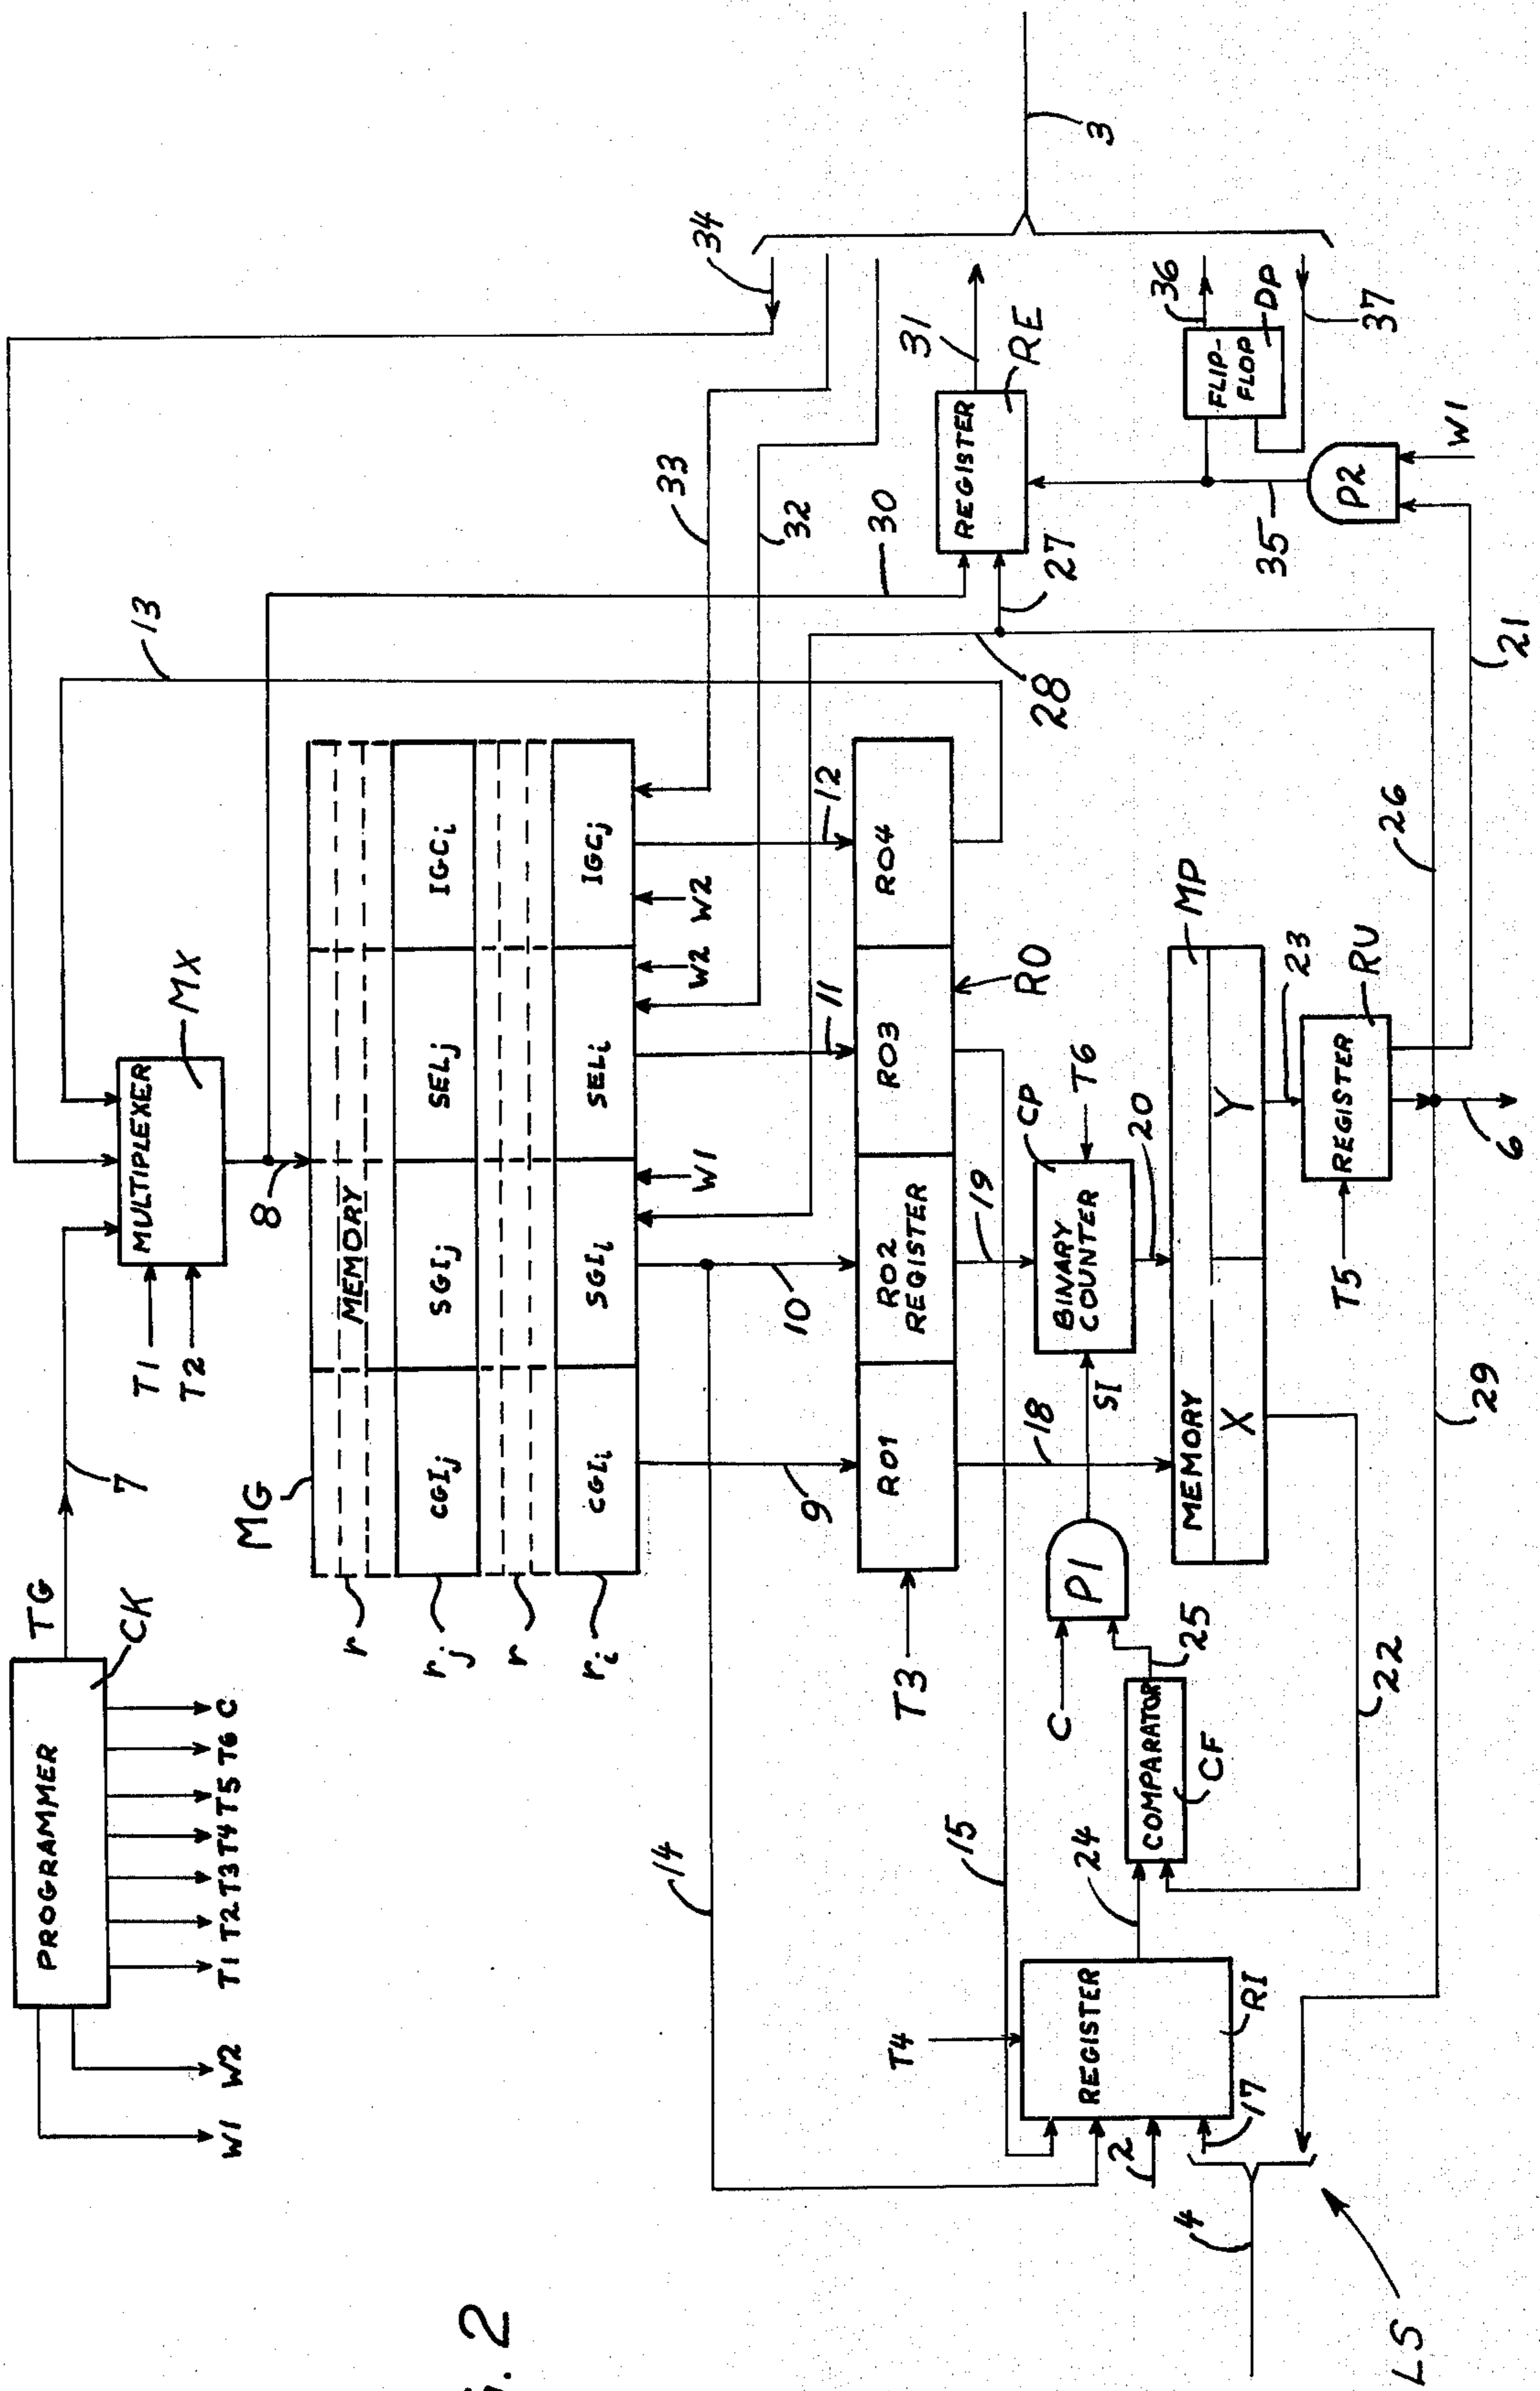 PROGRAMMER
CK
TG
7
W1
W2
T1
T2
T3
T4
T5
T6
C
MULTIPLEXER
MX
T1
T2
13
34
8
MG
MEMORY
r
rj
r
ri
CGIj
SGIj
SELj
IGCi
CGIi
SGIi
SELi
IGCj
W1
W2
W2
33
32
30
14
9
10
11
12
T3
RO1
RO2
REGISTER
RO3
RO4
RO
28
27
REGISTER
RE
31
3
15
18
19
C
P1
SI
BINARY
COUNTER
CP
T6
20
T4
REGISTER
RI
24
COMPARATOR
CF
25
22
MEMORY
X
Y
MP
23
T5
REGISTER
RU
26
21
35
P2
W1
FLIP-
FLOP
DP
36
37
2
17
4
29
6
LS
. 2